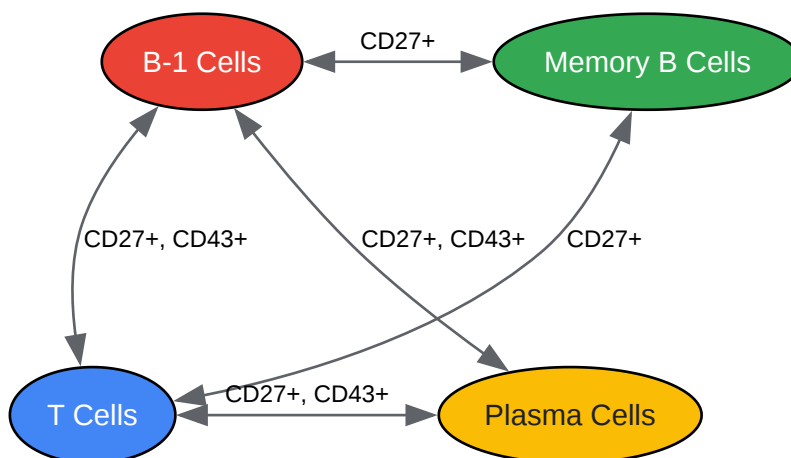 CD27+
B-1 Cells
Memory B Cells
CD27+, CD43+
CD27+, CD43+
CD27+
CD27+, CD43+
T Cells
Plasma Cells